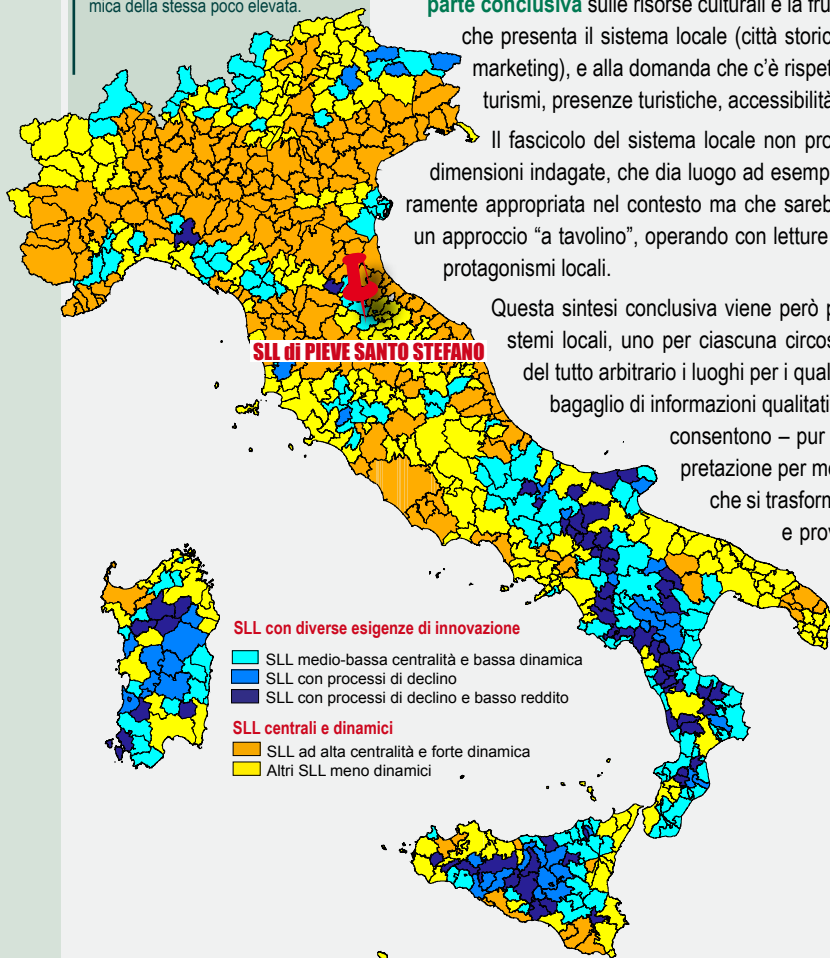 mica della stessa poco elevata.
parte conclusiva sulle risorse culturali e la fru
che presenta il sistema locale (città storic
marketing), e alla domanda che c'è rispet
turismi, presenze turistiche, accessibilità
Il fascicolo del sistema locale non pro
dimensioni indagate, che dia luogo ad esemp
ramente appropriata nel contesto ma che sareb
un approccio “a tavolino”, operando con letture
protagonismi locali.
Questa sintesi conclusiva viene però p
stemi locali, uno per ciascuna circos
del tutto arbitrario i luoghi per i qual
bagaglio di informazioni qualitati
consentono – pur
pretazione per me
che si trasform
e prov
SLL di PIEVE SANTO STEFANO
SLL con diverse esigenze di innovazione
SLL medio-bassa centralità e bassa dinamica
SLL con processi di declino
SLL con processi di declino e basso reddito
SLL centrali e dinamici
SLL ad alta centralità e forte dinamica
Altri SLL meno dinamici